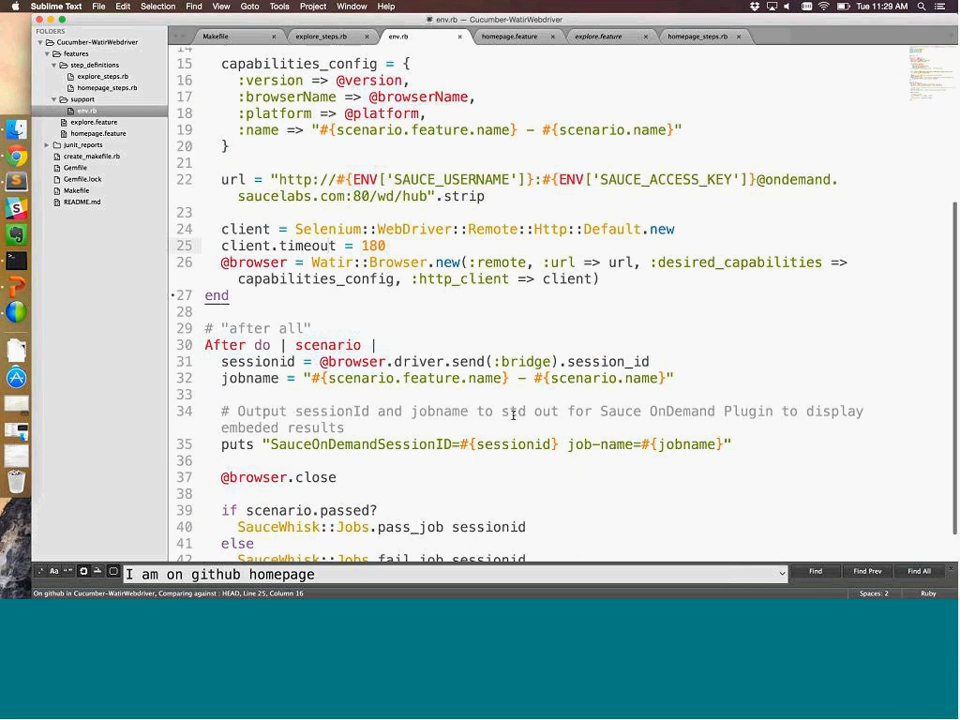 Sublime Text File Edit Selection Find View Goto Tools Project Window Help Tue 11:29 AM
env.rb — Cucumber-WatirWebdriver
FOLDERS
Cucumber-WatirWebdriver
features
step_definitions
explore_steps.rb
homepage_steps.rb
support
env.rb
explore.feature
homepage.feature
junit_reports
create_makefile.rb
Gemfile
Gemfile.lock
Makefile
README.md
Makefile explore_steps.rb env.rb homepage.feature explore.feature homepage_steps.rb
14
15 capabilities_config = {
16 :version => @version,
17 :browserName => @browserName,
18 :platform => @platform,
19 :name => "#{scenario.feature.name} - #{scenario.name}"
20 }
21
22 url = "http://#{ENV['SAUCE_USERNAME']}:#{ENV['SAUCE_ACCESS_KEY']}@ondemand.
saucelabs.com:80/wd/hub".strip
23
24 client = Selenium::WebDriver::Remote::Http::Default.new
25 client.timeout = 180
26 @browser = Watir::Browser.new(:remote, :url => url, :desired_capabilities =>
capabilities_config, :http_client => client)
27 end
28
29 # "after all"
30 After do | scenario |
31 sessionid = @browser.driver.send(:bridge).session_id
32 jobname = "#{scenario.feature.name} - #{scenario.name}"
33
34 # Output sessionId and jobname to std out for Sauce OnDemand Plugin to display
embeded results
35 puts "SauceOnDemandSessionID=#{sessionid} job-name=#{jobname}"
36
37 @browser.close
38
39 if scenario.passed?
40 SauceWhisk::Jobs.pass_job sessionid
41 else
42 SauceWhisk::Jobs.fail_job sessionid
.* Aa "" I am on github homepage Find Find Prev Find All
On github in Cucumber-WatirWebdriver, Comparing against : HEAD, Line 25, Column 16 Spaces: 2 Ruby